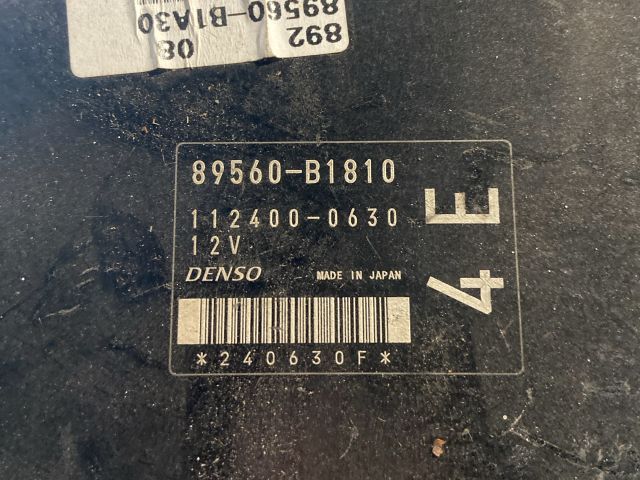 892
89560-B1A30
08
89560-B1810
112400-0630
12V
DENSO MADE IN JAPAN
*240630F*
4E